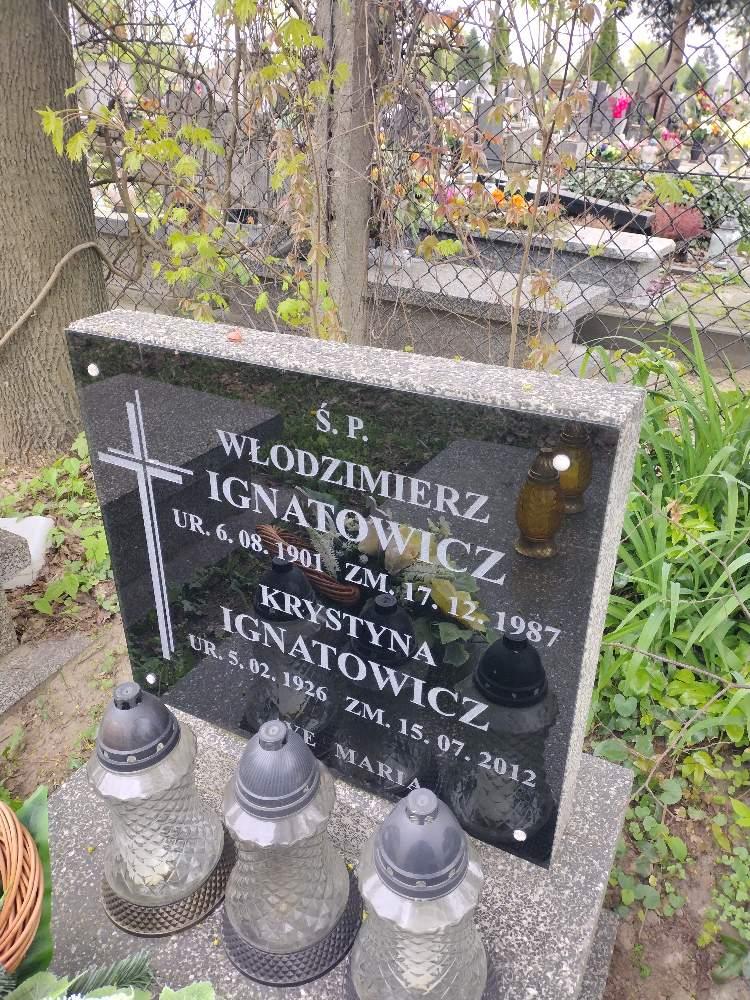 Ś. P.
WŁODZIMIERZ
IGNATOWICZ
UR. 6. 08. 1901 ZM. 17. 12. 1987
KRYSTYNA
IGNATOWICZ
UR. 5. 02. 1926 ZM. 15. 07. 2012
MARIA